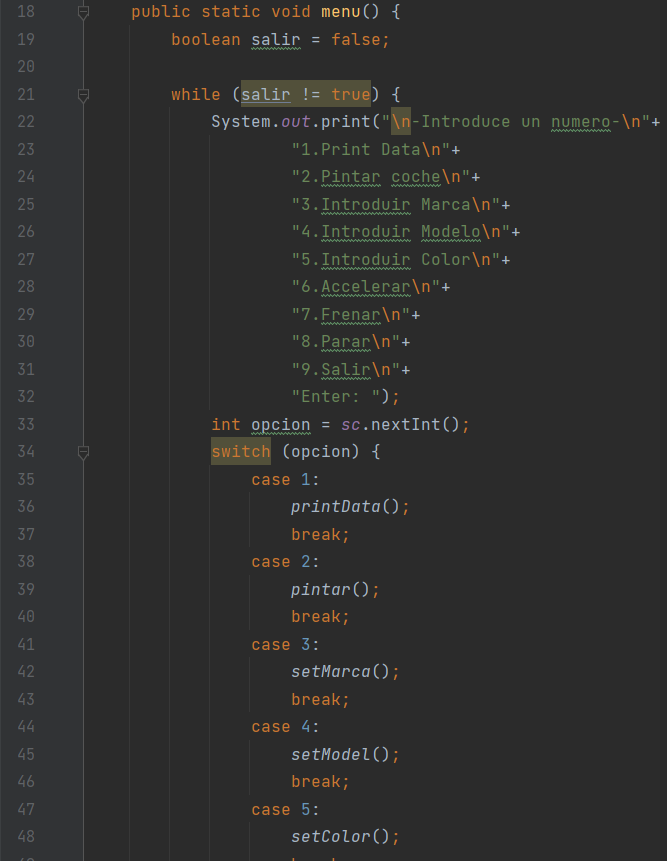 18 public static void menu() {
19 boolean salir = false;
20
21 while (salir != true) {
22 System.out.print("\n-Introduce un numero-\n"+
23 "1.Print Data\n"+
24 "2.Pintar coche\n"+
25 "3.Introduir Marca\n"+
26 "4.Introduir Modelo\n"+
27 "5.Introduir Color\n"+
28 "6.Accelerar\n"+
29 "7.Frenar\n"+
30 "8.Parar\n"+
31 "9.Salir\n"+
32 "Enter: ");
33 int opcion = sc.nextInt();
34 switch (opcion) {
35 case 1:
36 printData();
37 break;
38 case 2:
39 pintar();
40 break;
41 case 3:
42 setMarca();
43 break;
44 case 4:
45 setModel();
46 break;
47 case 5:
48 setColor();